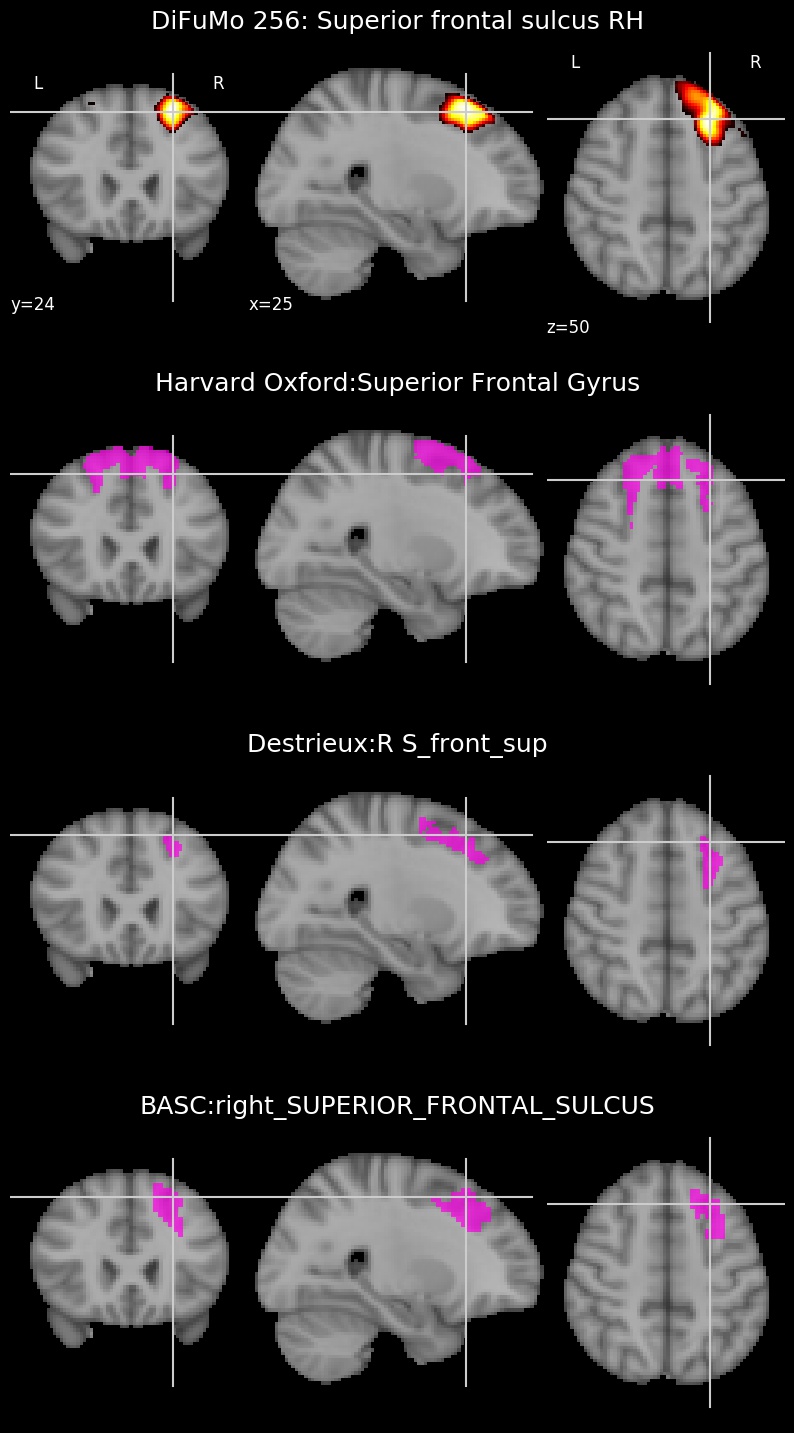 DiFuMo 256: Superior frontal sulcus RH
L R L R
y=24 x=25 z=50
Harvard Oxford:Superior Frontal Gyrus
Destrieux:R S_front_sup
BASC:right_SUPERIOR_FRONTAL_SULCUS